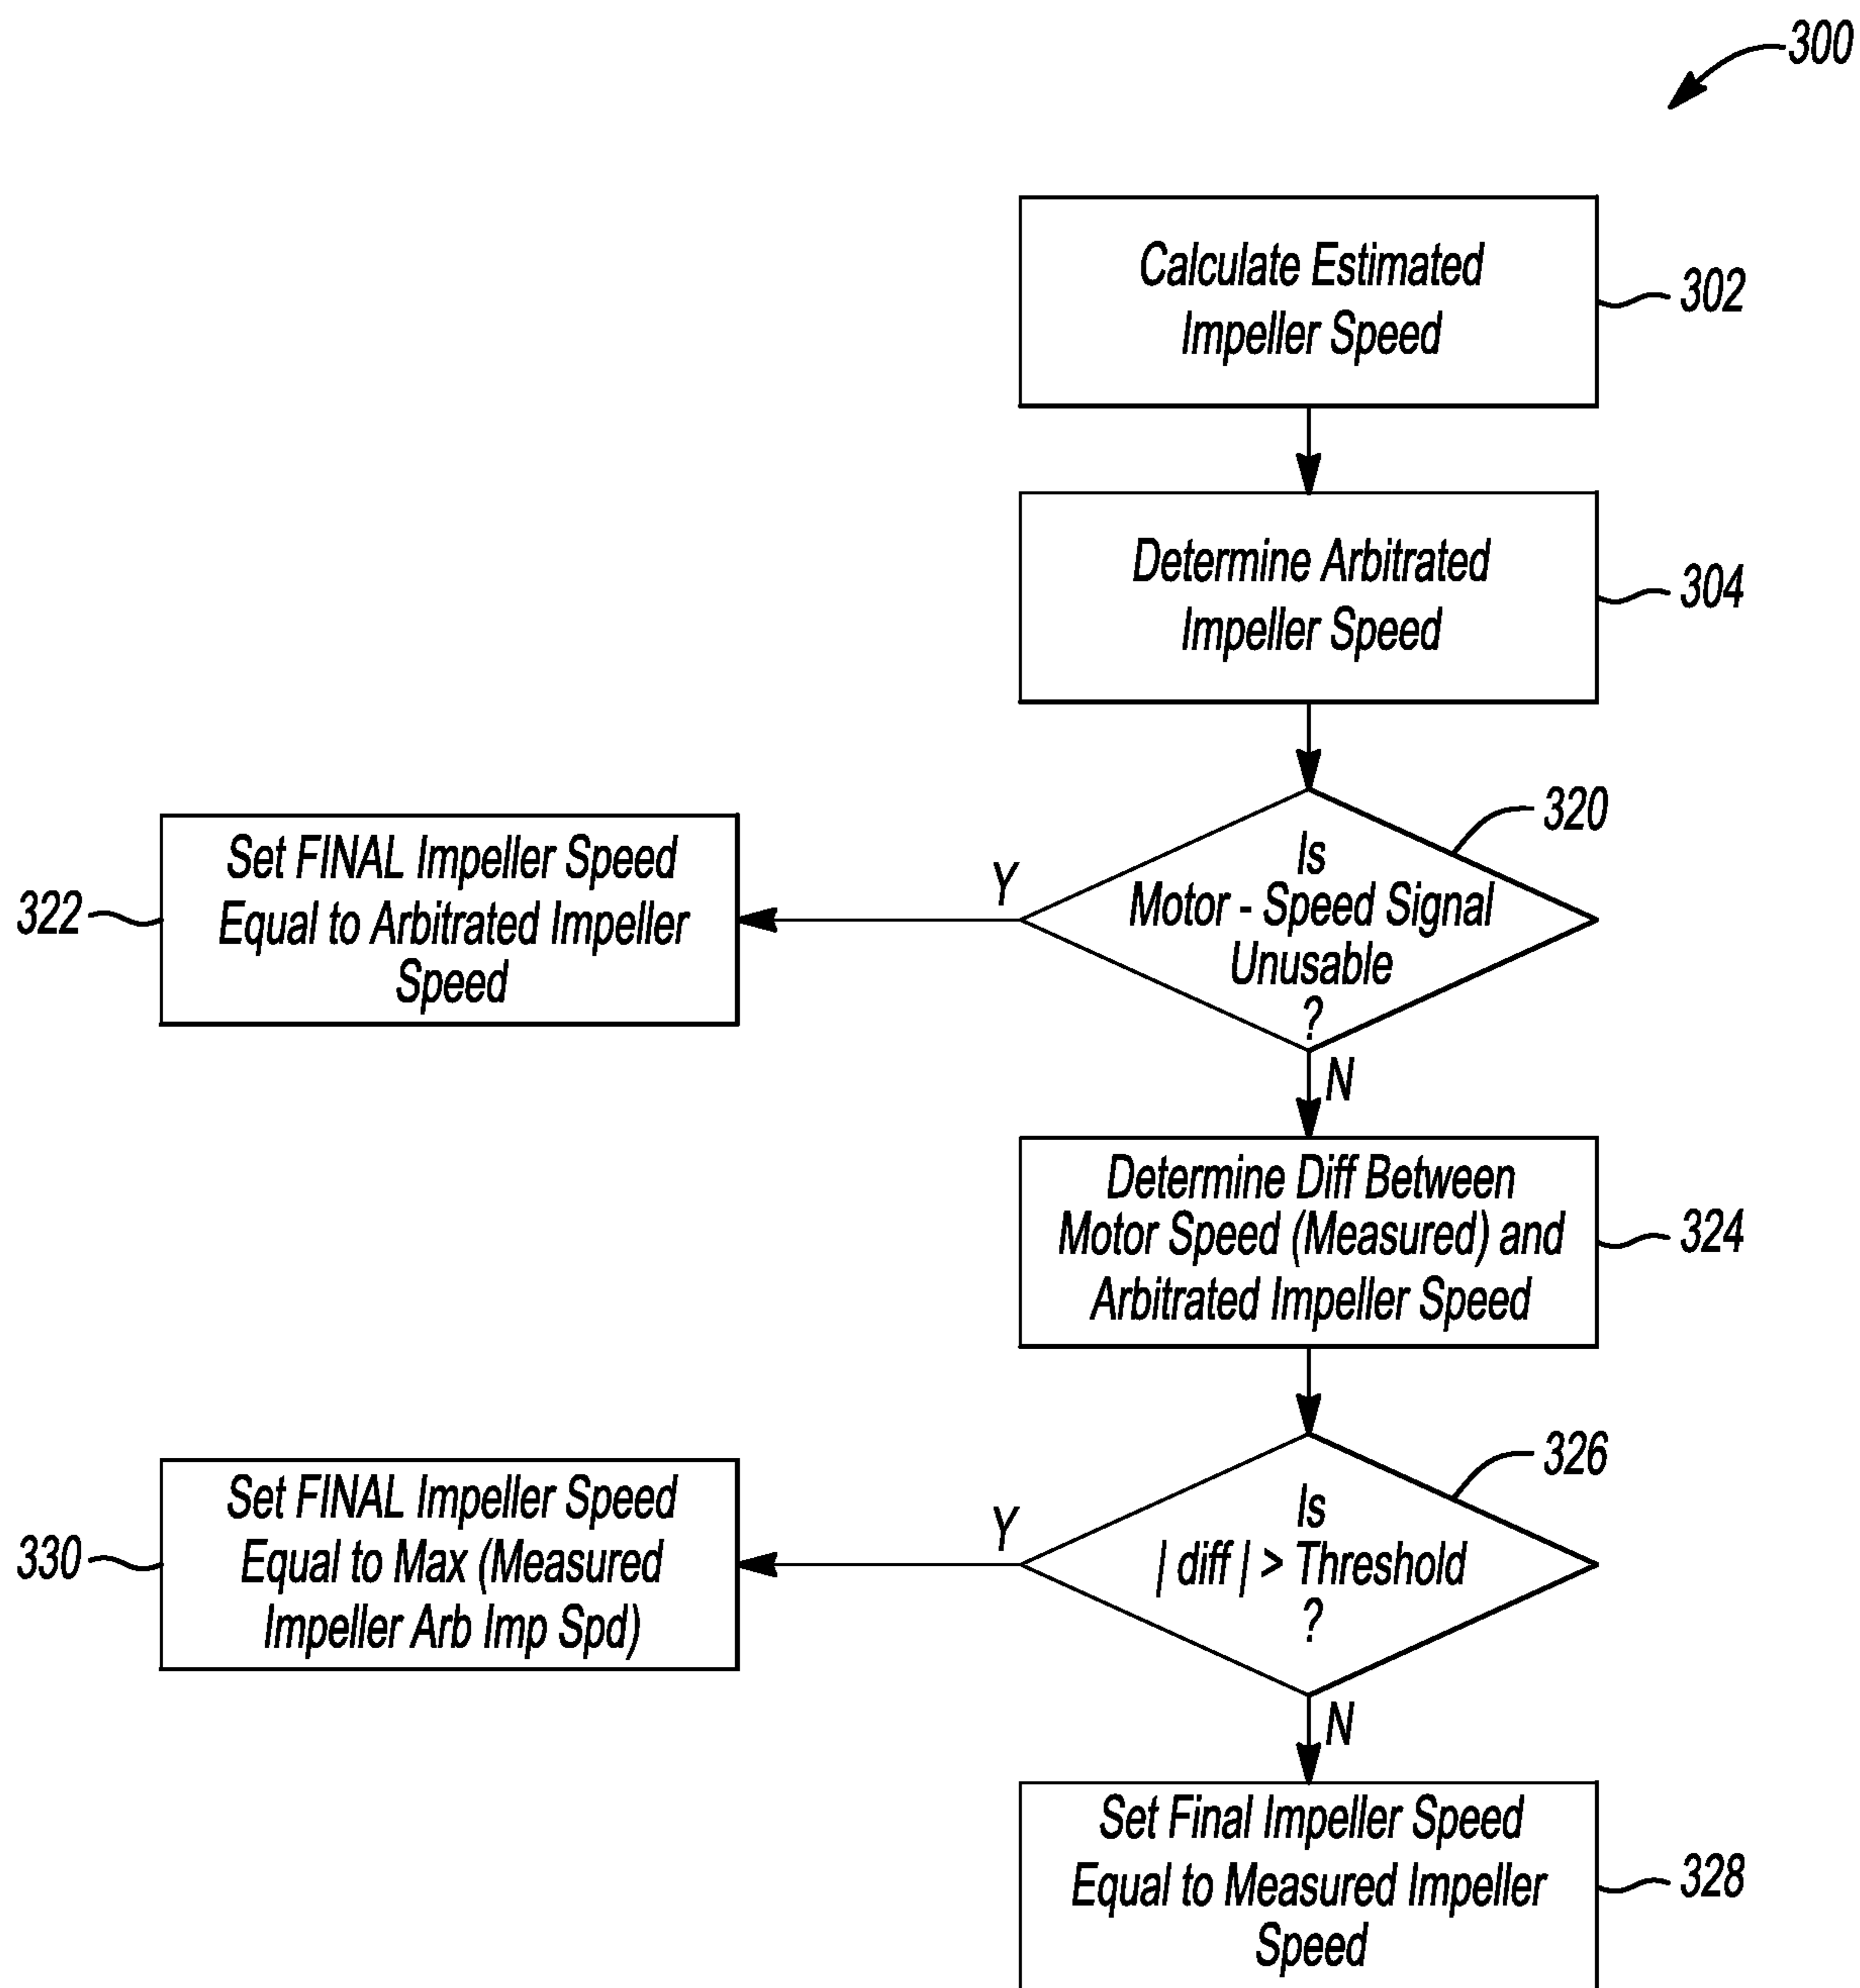 300
Calculate Estimated
Impeller Speed
302
Determine Arbitrated
Impeller Speed
304
320
Is
Motor - Speed Signal
Unusable
?
Y
N
Set FINAL Impeller Speed
Equal to Arbitrated Impeller
Speed
322
Determine Diff Between
Motor Speed (Measured) and
Arbitrated Impeller Speed
324
326
Is
| diff | > Threshold
?
Y
N
Set FINAL Impeller Speed
Equal to Max (Measured
Impeller Arb Imp Spd)
330
Set Final Impeller Speed
Equal to Measured Impeller
Speed
328